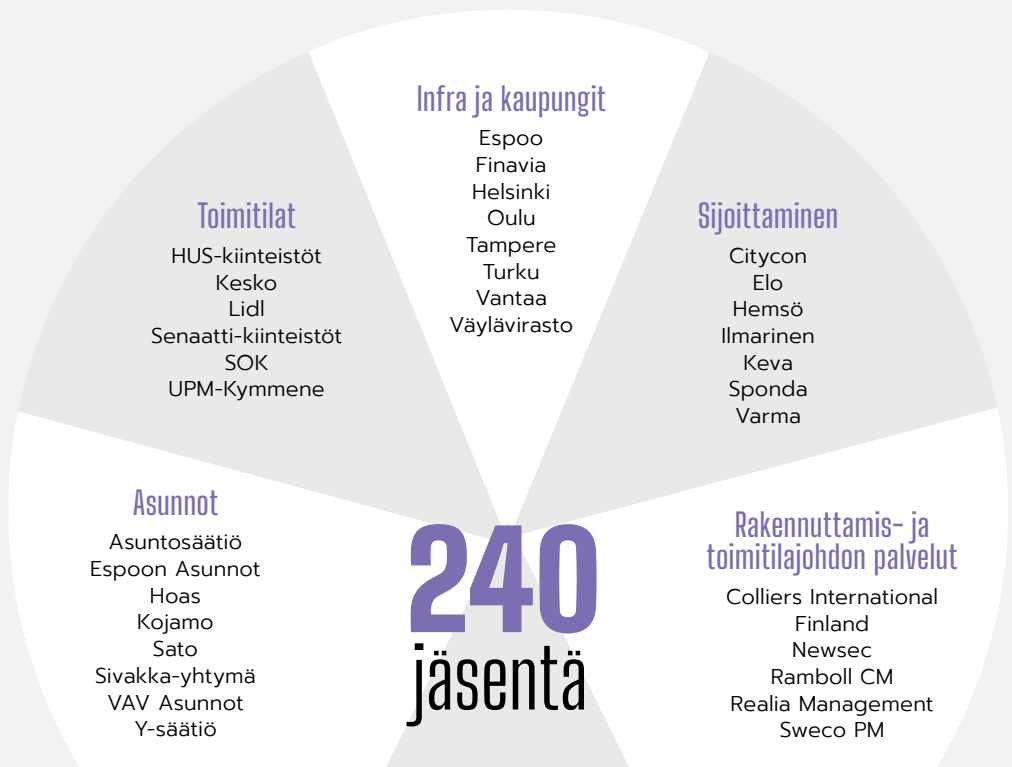 Infra ja kaupungit
Espoo
Finavia
Helsinki
Oulu
Tampere
Turku
Vantaa
Väylävirasto
Toimitilat
HUS-kiinteistöt
Kesko
Lidl
Senaatti-kiinteistöt
SOK
UPM-Kymmene
Sijoittaminen
Citycon
Elo
Hemsö
Ilmarinen
Keva
Sponda
Varma
Asunnot
Asuntosäätiö
Espoon Asunnot
Hoas
Kojamo
Sato
Sivakka-yhtymä
VAV Asunnot
Y-säätiö
240
jäsentä
Rakennuttamis- ja
toimitilajohdon palvelut
Colliers International
Finland
Newsec
Ramboll CM
Realia Management
Sweco PM